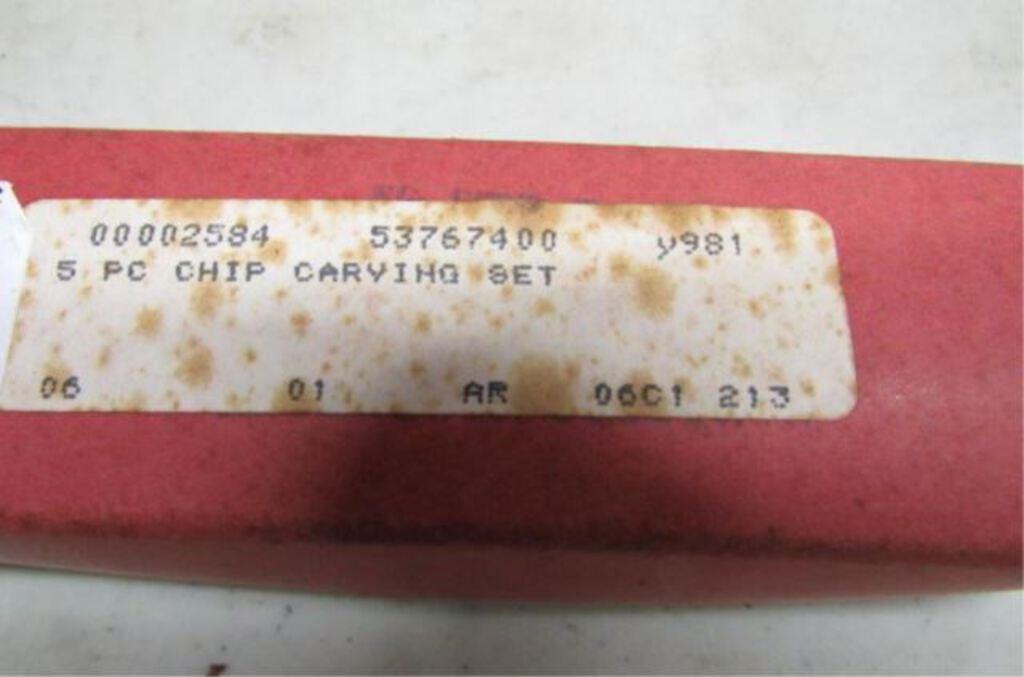 00002584 53767400 y981
5 PC CHIP CARVING SET
06 01 AR 06C1 213